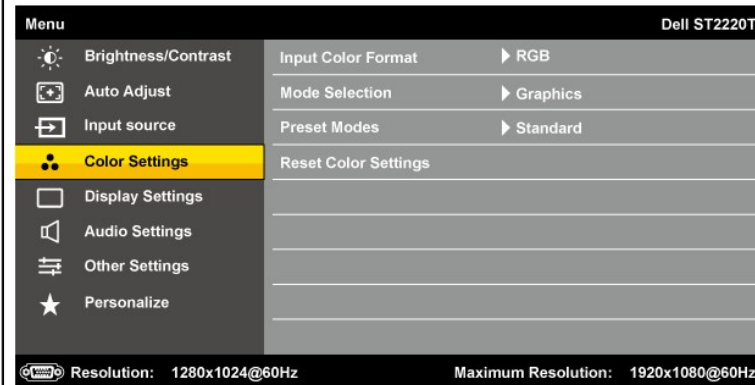 Menu Dell ST2220T
Brightness/Contrast Input Color Format RGB
Auto Adjust Mode Selection Graphics
Input source Preset Modes Standard
Color Settings Reset Color Settings
Display Settings
Audio Settings
Other Settings
Personalize
Resolution: 1280x1024@60Hz Maximum Resolution: 1920x1080@60Hz